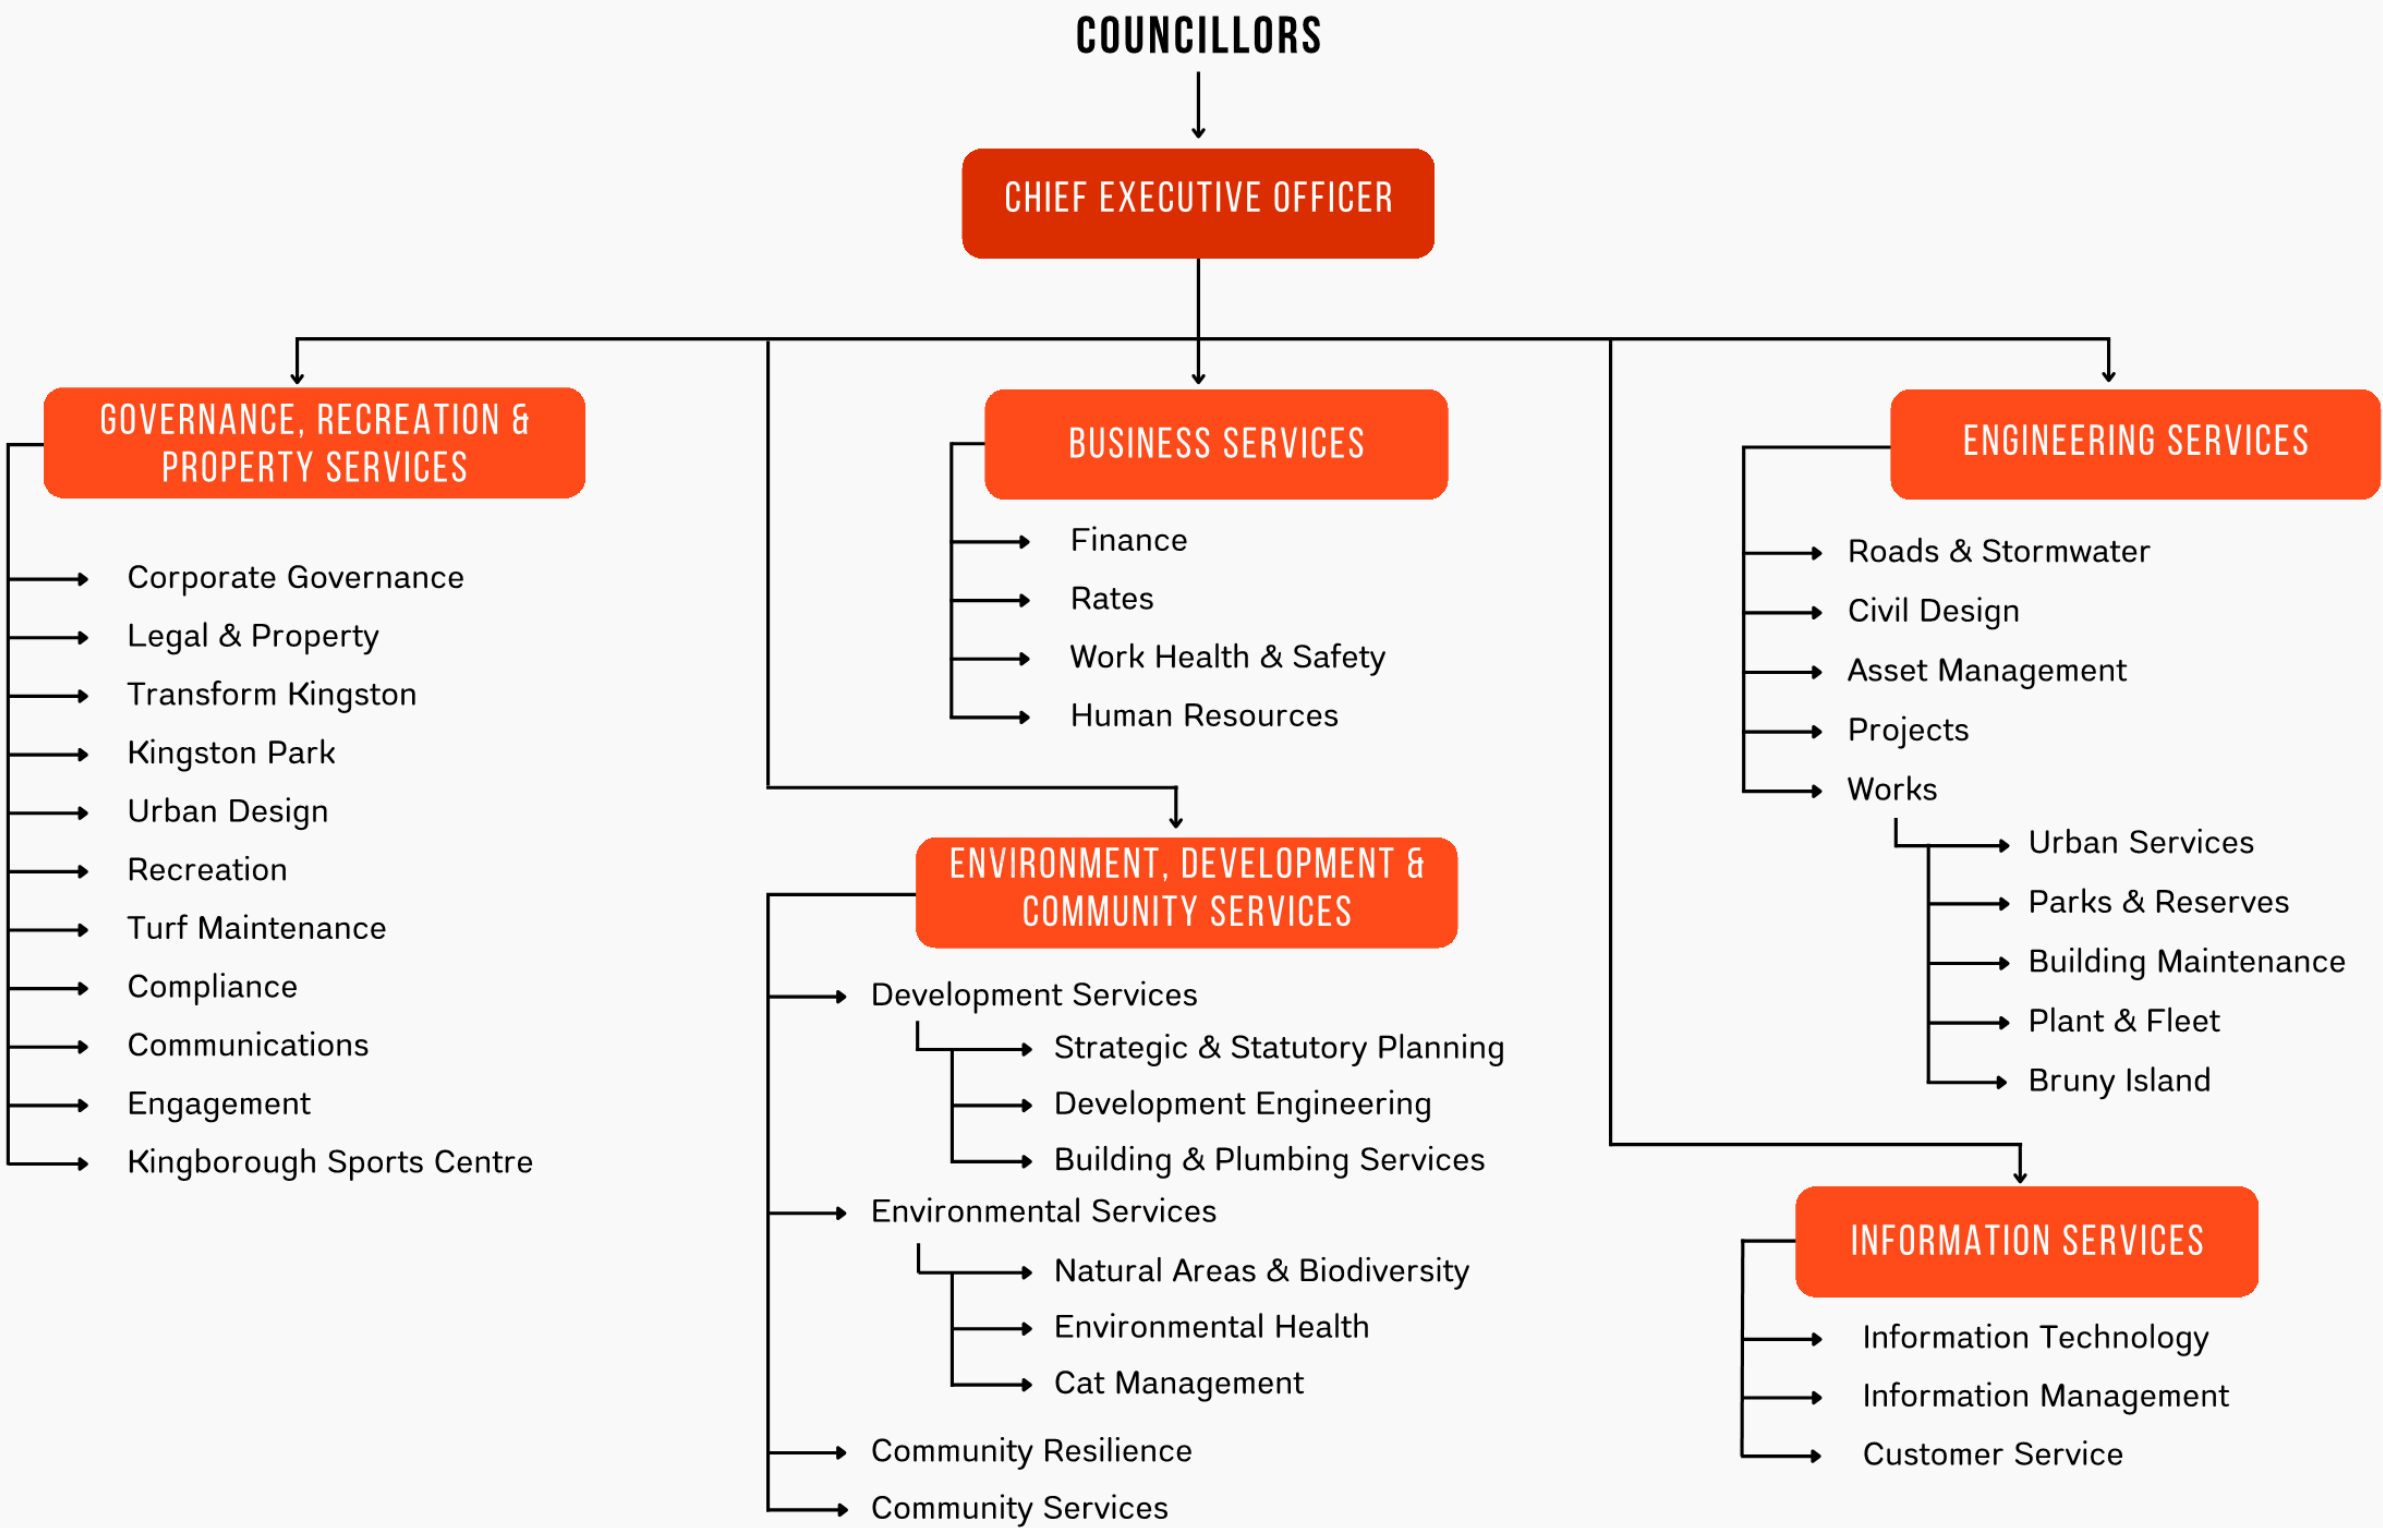 COUNCILLORS
CHIEF EXECUTIVE OFFICER
GOVERNANCE, RECREATION &
PROPERTY SERVICES
Corporate Governance
Legal & Property
Transform Kingston
Kingston Park
Urban Design
Recreation
Turf Maintenance
Compliance
Communications
Engagement
Kingborough Sports Centre
BUSINESS SERVICES
Finance
Rates
Work Health & Safety
Human Resources
ENVIRONMENT, DEVELOPMENT &
COMMUNITY SERVICES
Development Services
Strategic & Statutory Planning
Development Engineering
Building & Plumbing Services
Environmental Services
Natural Areas & Biodiversity
Environmental Health
Cat Management
Community Resilience
Community Services
ENGINEERING SERVICES
Roads & Stormwater
Civil Design
Asset Management
Projects
Works
Urban Services
Parks & Reserves
Building Maintenance
Plant & Fleet
Bruny Island
INFORMATION SERVICES
Information Technology
Information Management
Customer Service